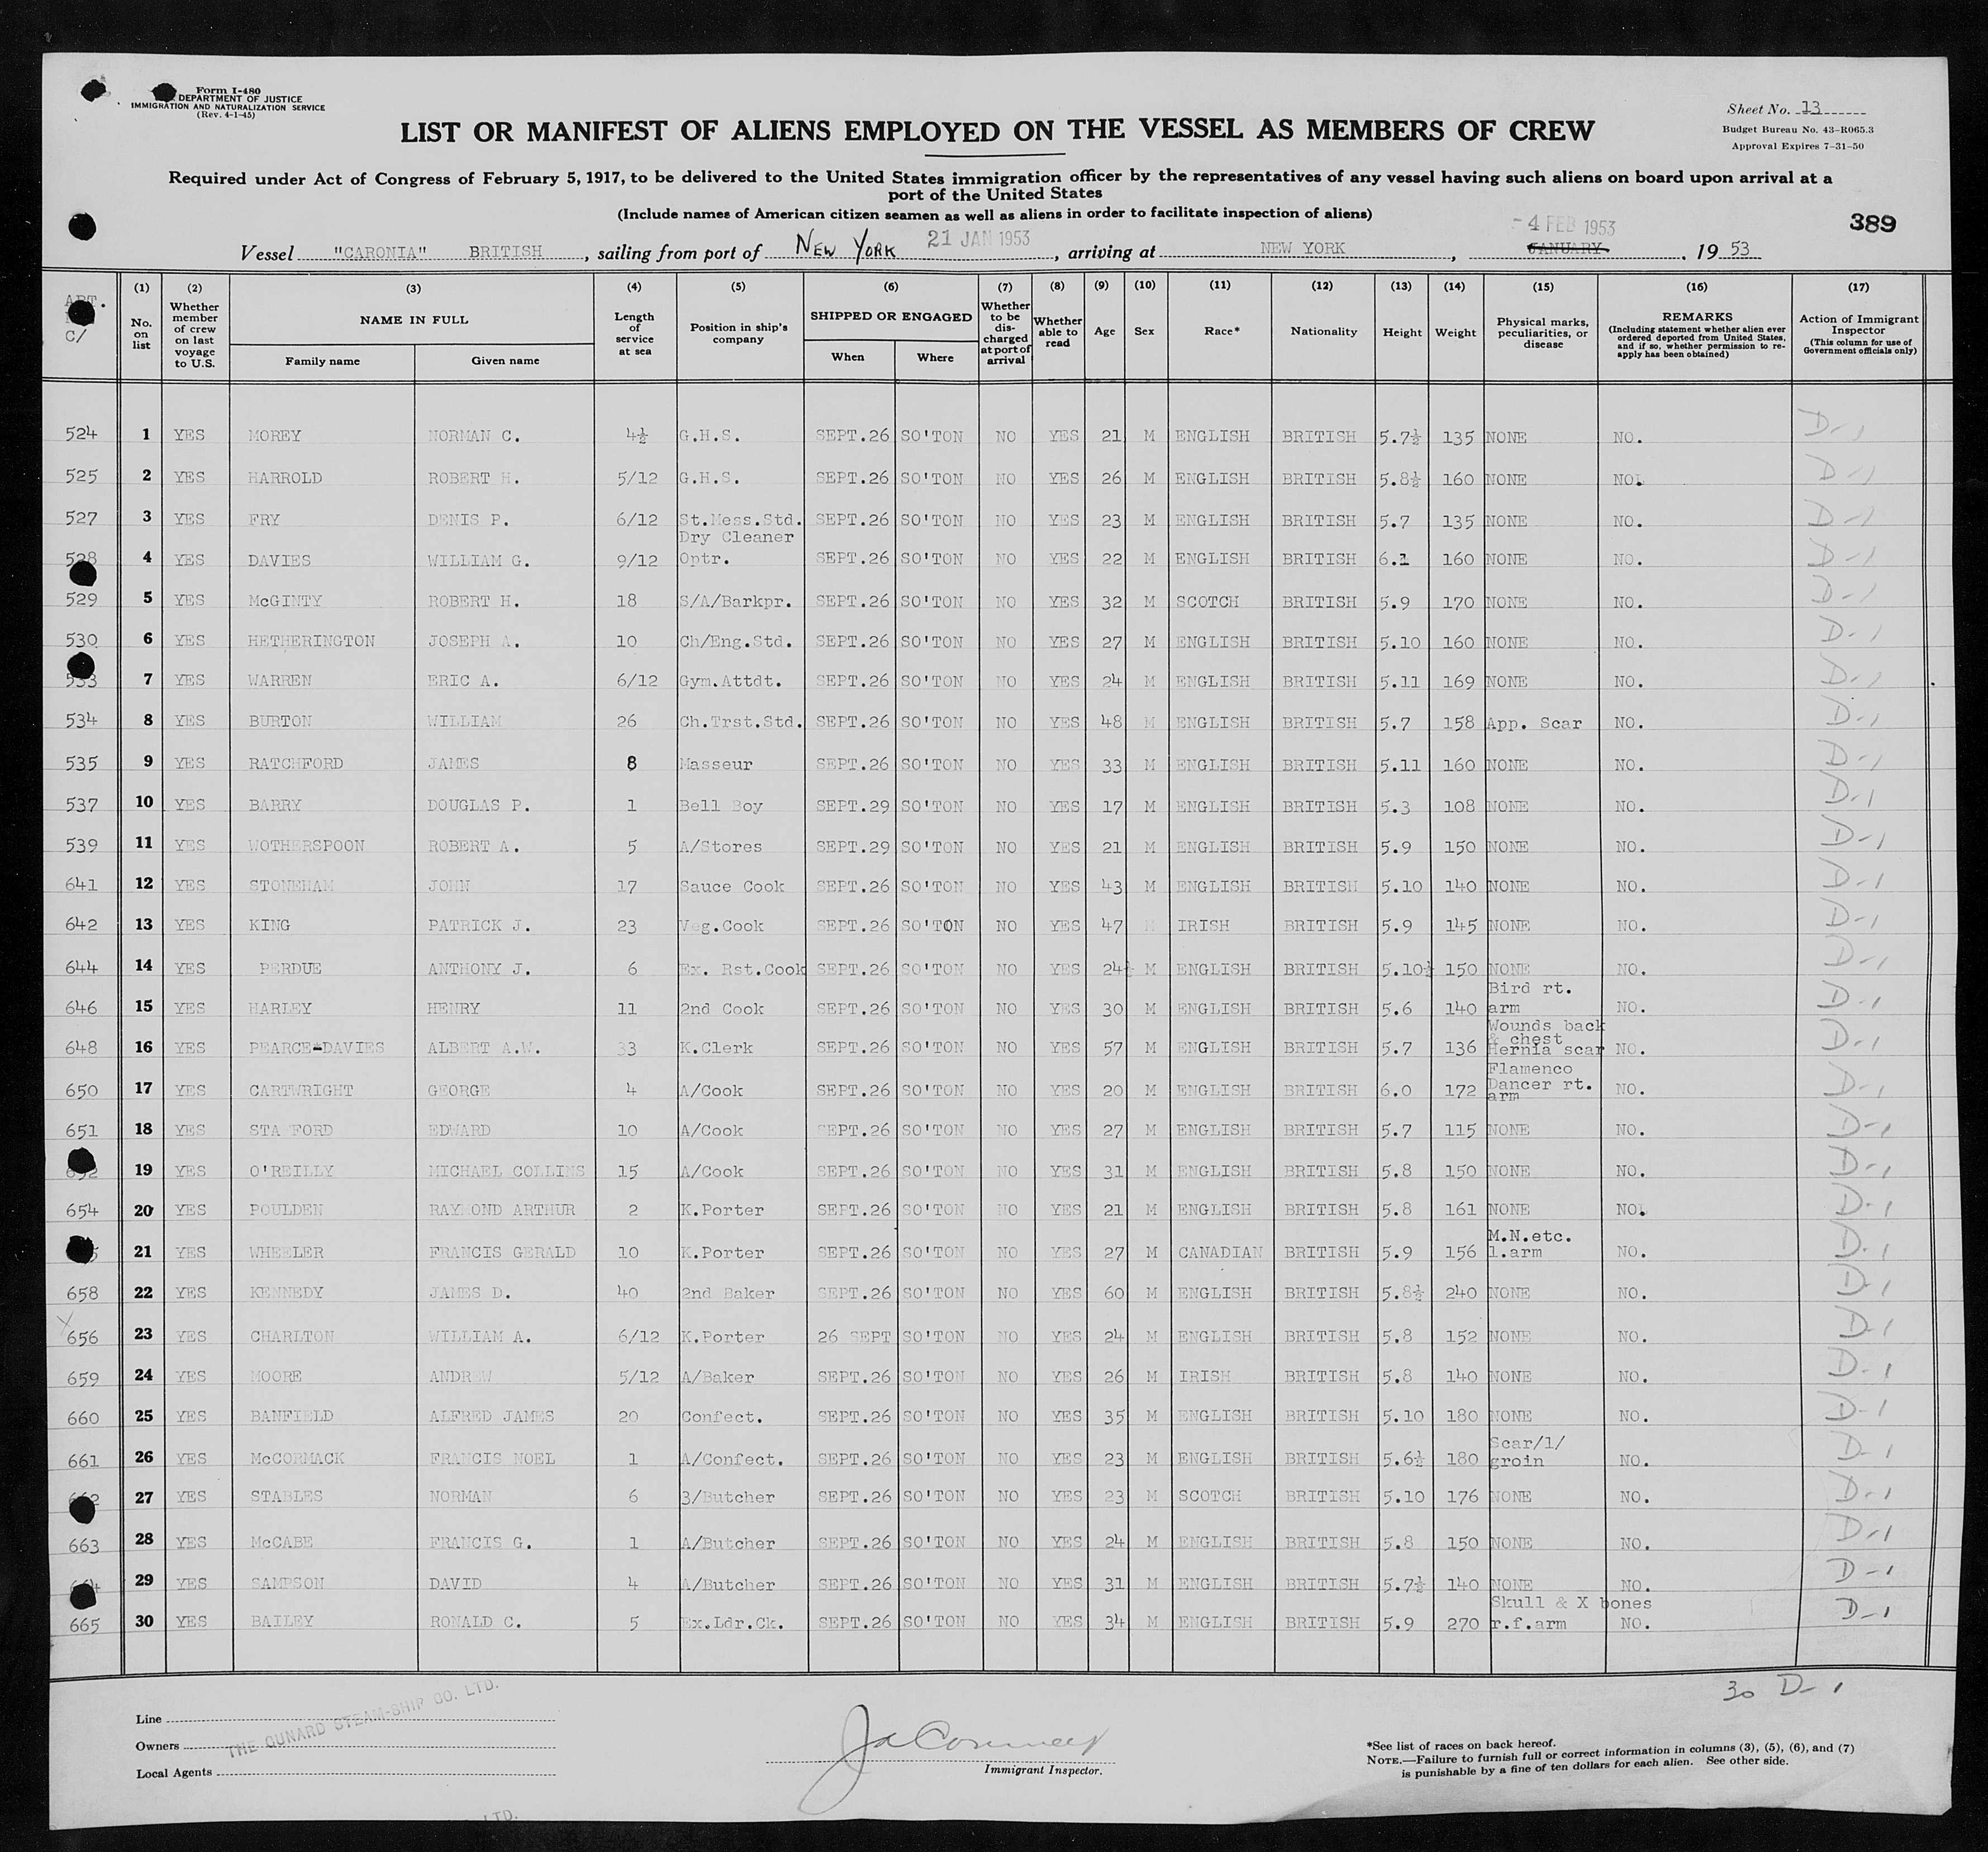 Form I-480
DEPARTMENT OF JUSTICE
IMMIGRATION AND NATURALIZATION SERVICE
(Rev. 4-1-45)
Sheet No. 13
Budget Bureau No. 43-R065.3
Approval Expires 7-31-50
LIST OR MANIFEST OF ALIENS EMPLOYED ON THE VESSEL AS MEMBERS OF CREW
Required under Act of Congress of February 5, 1917, to be delivered to the United States immigration officer by the representatives of any vessel having such aliens on board upon arrival at a
port of the United States
(Include names of American citizen seamen as well as aliens in order to facilitate inspection of aliens)
389
-4 FEB 1953
Vessel "CARONIA" BRITISH, sailing from port of NEW YORK 21 JAN 1953, arriving at NEW YORK, JANUARY, 1953
ART. C/
(1) No. on list
(2) Whether member of crew on last voyage to U.S.
(3) NAME IN FULL Family name Given name
(4) Length of service at sea
(5) Position in ship's company
(6) SHIPPED OR ENGAGED When Where
(7) Whether to be discharged at port of arrival
(8) Whether able to read
(9) Age
(10) Sex
(11) Race*
(12) Nationality
(13) Height
(14) Weight
(15) Physical marks, peculiarities, or disease
(16) REMARKS (Including statement whether alien ever ordered deported from United States, and if so, whether permission to re-apply has been obtained)
(17) Action of Immigrant Inspector (This column for use of Government officials only)
524 1 YES MOREY NORMAN C. 4½ G.H.S. SEPT.26 SO'TON NO YES 21 M ENGLISH BRITISH 5.7½ 135 NONE NO. D-1
525 2 YES HARROLD ROBERT H. 5/12 G.H.S. SEPT.26 SO'TON NO YES 26 M ENGLISH BRITISH 5.8½ 160 NONE NO. D-1
527 3 YES FRY DENIS P. 6/12 St.Mess.Std. SEPT.26 SO'TON NO YES 23 M ENGLISH BRITISH 5.7 135 NONE NO. D-1
528 4 YES DAVIES WILLIAM G. 9/12 Dry Cleaner Optr. SEPT.26 SO'TON NO YES 22 M ENGLISH BRITISH 6.1 160 NONE NO. D-1
529 5 YES McGINTY ROBERT H. 18 S/A/Barkpr. SEPT.26 SO'TON NO YES 32 M SCOTCH BRITISH 5.9 170 NONE NO. D-1
530 6 YES HETHERINGTON JOSEPH A. 10 Ch/Eng.Std. SEPT.26 SO'TON NO YES 27 M ENGLISH BRITISH 5.10 160 NONE NO. D-1
533 7 YES WARREN ERIC A. 6/12 Gym.Attdt. SEPT.26 SO'TON NO YES 24 M ENGLISH BRITISH 5.11 169 NONE NO. D-1
534 8 YES BURTON WILLIAM 26 Ch.Trst.Std. SEPT.26 SO'TON NO YES 48 M ENGLISH BRITISH 5.7 158 App. Scar NO. D-1
535 9 YES RATCHFORD JAMES 8 Masseur SEPT.26 SO'TON NO YES 33 M ENGLISH BRITISH 5.11 160 NONE NO. D-1
537 10 YES BARRY DOUGLAS P. 1 Bell Boy SEPT.29 SO'TON NO YES 17 M ENGLISH BRITISH 5.3 108 NONE NO. D-1
539 11 YES WOTHERSPOON ROBERT A. 5 A/Stores SEPT.29 SO'TON NO YES 21 M ENGLISH BRITISH 5.9 150 NONE NO. D-1
641 12 YES STONEHAM JOHN 17 Sauce Cook SEPT.26 SO'TON NO YES 43 M ENGLISH BRITISH 5.10 140 NONE NO. D-1
642 13 YES KING PATRICK J. 23 Veg.Cook SEPT.26 SO'TON NO YES 47 M IRISH BRITISH 5.9 145 NONE NO. D-1
644 14 YES PERDUE ANTHONY J. 6 Ex. Rst.Cook SEPT.26 SO'TON NO YES 24½ M ENGLISH BRITISH 5.10½ 150 NONE NO. D-1
646 15 YES HARLEY HENRY 11 2nd Cook SEPT.26 SO'TON NO YES 30 M ENGLISH BRITISH 5.6 140 Bird rt. arm NO. D-1
648 16 YES PEARCE-DAVIES ALBERT A.W. 33 K.Clerk SEPT.26 SO'TON NO YES 57 M ENGLISH BRITISH 5.7 136 Wounds back & chest Hernia scar NO. D-1
650 17 YES CARTWRIGHT GEORGE 4 A/Cook SEPT.26 SO'TON NO YES 20 M ENGLISH BRITISH 6.0 172 Flamenco Dancer rt. arm NO. D-1
651 18 YES STA FORD EDWARD 10 A/Cook SEPT.26 SO'TON NO YES 27 M ENGLISH BRITISH 5.7 115 NONE NO. D-1
652 19 YES O'REILLY MICHAEL COLLINS 15 A/Cook SEPT.26 SO'TON NO YES 31 M ENGLISH BRITISH 5.8 150 NONE NO. D-1
654 20 YES POULDEN RAYMOND ARTHUR 2 K.Porter SEPT.26 SO'TON NO YES 21 M ENGLISH BRITISH 5.8 161 NONE NO. D-1
21 YES WHEELER FRANCIS GERALD 10 K.Porter SEPT.26 SO'TON NO YES 27 M CANADIAN BRITISH 5.9 156 M.N.etc. l.arm NO. D-1
658 22 YES KENNEDY JAMES D. 40 2nd Baker SEPT.26 SO'TON NO YES 60 M ENGLISH BRITISH 5.8½ 240 NONE NO. D-1
656 23 YES CHARLTON WILLIAM A. 6/12 K.Porter 26 SEPT SO'TON NO YES 24 M ENGLISH BRITISH 5.8 152 NONE NO. D-1
659 24 YES MOORE ANDREW 5/12 A/Baker SEPT.26 SO'TON NO YES 26 M IRISH BRITISH 5.8 140 NONE NO. D-1
660 25 YES BANFIELD ALFRED JAMES 20 Confect. SEPT.26 SO'TON NO YES 35 M ENGLISH BRITISH 5.10 180 NONE NO. D-1
661 26 YES McCORMACK FRANCIS NOEL 1 A/Confect. SEPT.26 SO'TON NO YES 23 M ENGLISH BRITISH 5.6½ 180 Scar/l/ groin NO. D-1
662 27 YES STABLES NORMAN 6 3/Butcher SEPT.26 SO'TON NO YES 23 M SCOTCH BRITISH 5.10 176 NONE NO. D-1
663 28 YES McCABE FRANCIS G. 1 A/Butcher SEPT.26 SO'TON NO YES 24 M ENGLISH BRITISH 5.8 150 NONE NO. D-1
664 29 YES SAMPSON DAVID 4 A/Butcher SEPT.26 SO'TON NO YES 31 M ENGLISH BRITISH 5.7½ 140 NONE NO. D-1
665 30 YES BAILEY RONALD C. 5 Ex.Ldr.Ck. SEPT.26 SO'TON NO YES 34 M ENGLISH BRITISH 5.9 270 Skull & X bones r.f.arm NO. D-1
30 D-1
Line
Owners THE CUNARD STEAM-SHIP CO. LTD.
Local Agents
LTD.
Immigrant Inspector.
*See list of races on back hereof.
NOTE.—Failure to furnish full or correct information in columns (3), (5), (6), and (7)
is punishable by a fine of ten dollars for each alien. See other side.